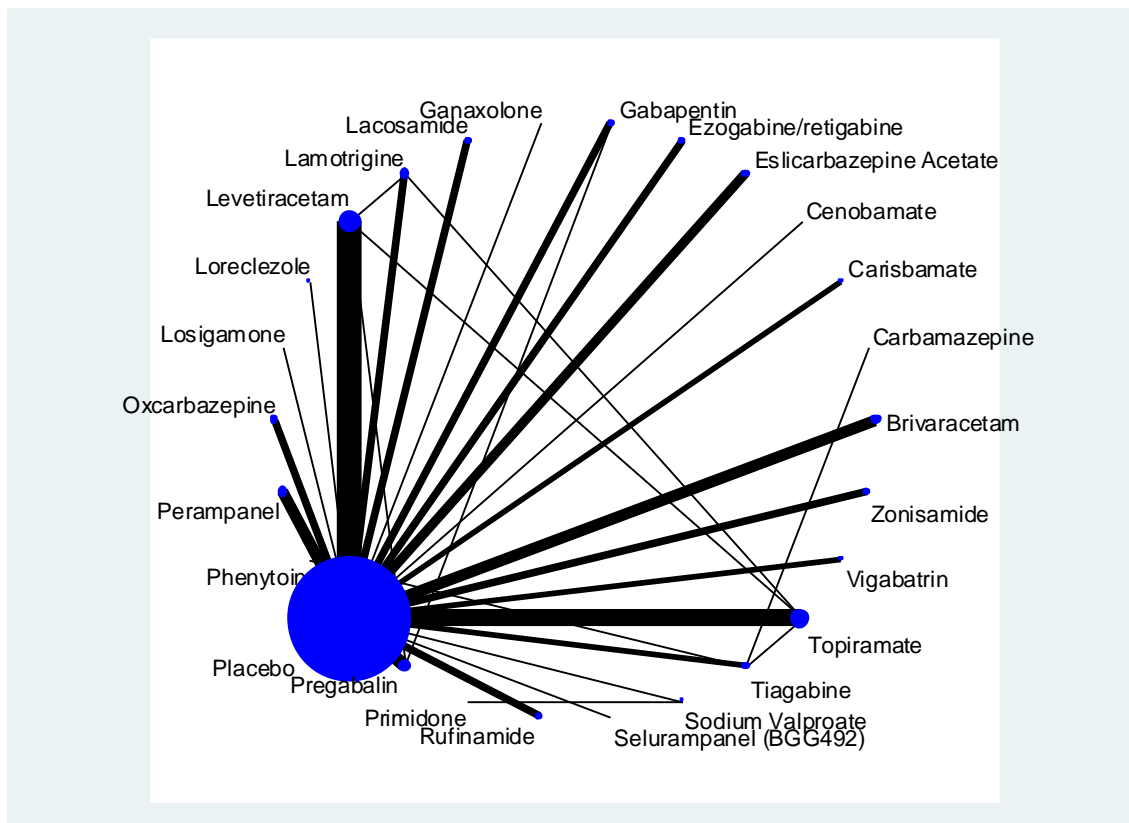 Ganaxolone
Gabapentin
Lacosamide
Ezogabine/retigabine
Lamotrigine
Eslicarbazepine Acetate
Levetiracetam
Cenobamate
Loreclezole
Carisbamate
Losigamone
Carbamazepine
Oxcarbazepine
Brivaracetam
Perampanel
Zonisamide
Phenytoin
Vigabatrin
Topiramate
Placebo
Pregabalin
Tiagabine
Primidone
Sodium Valproate
Rufinamide
Selurampanel (BGG492)